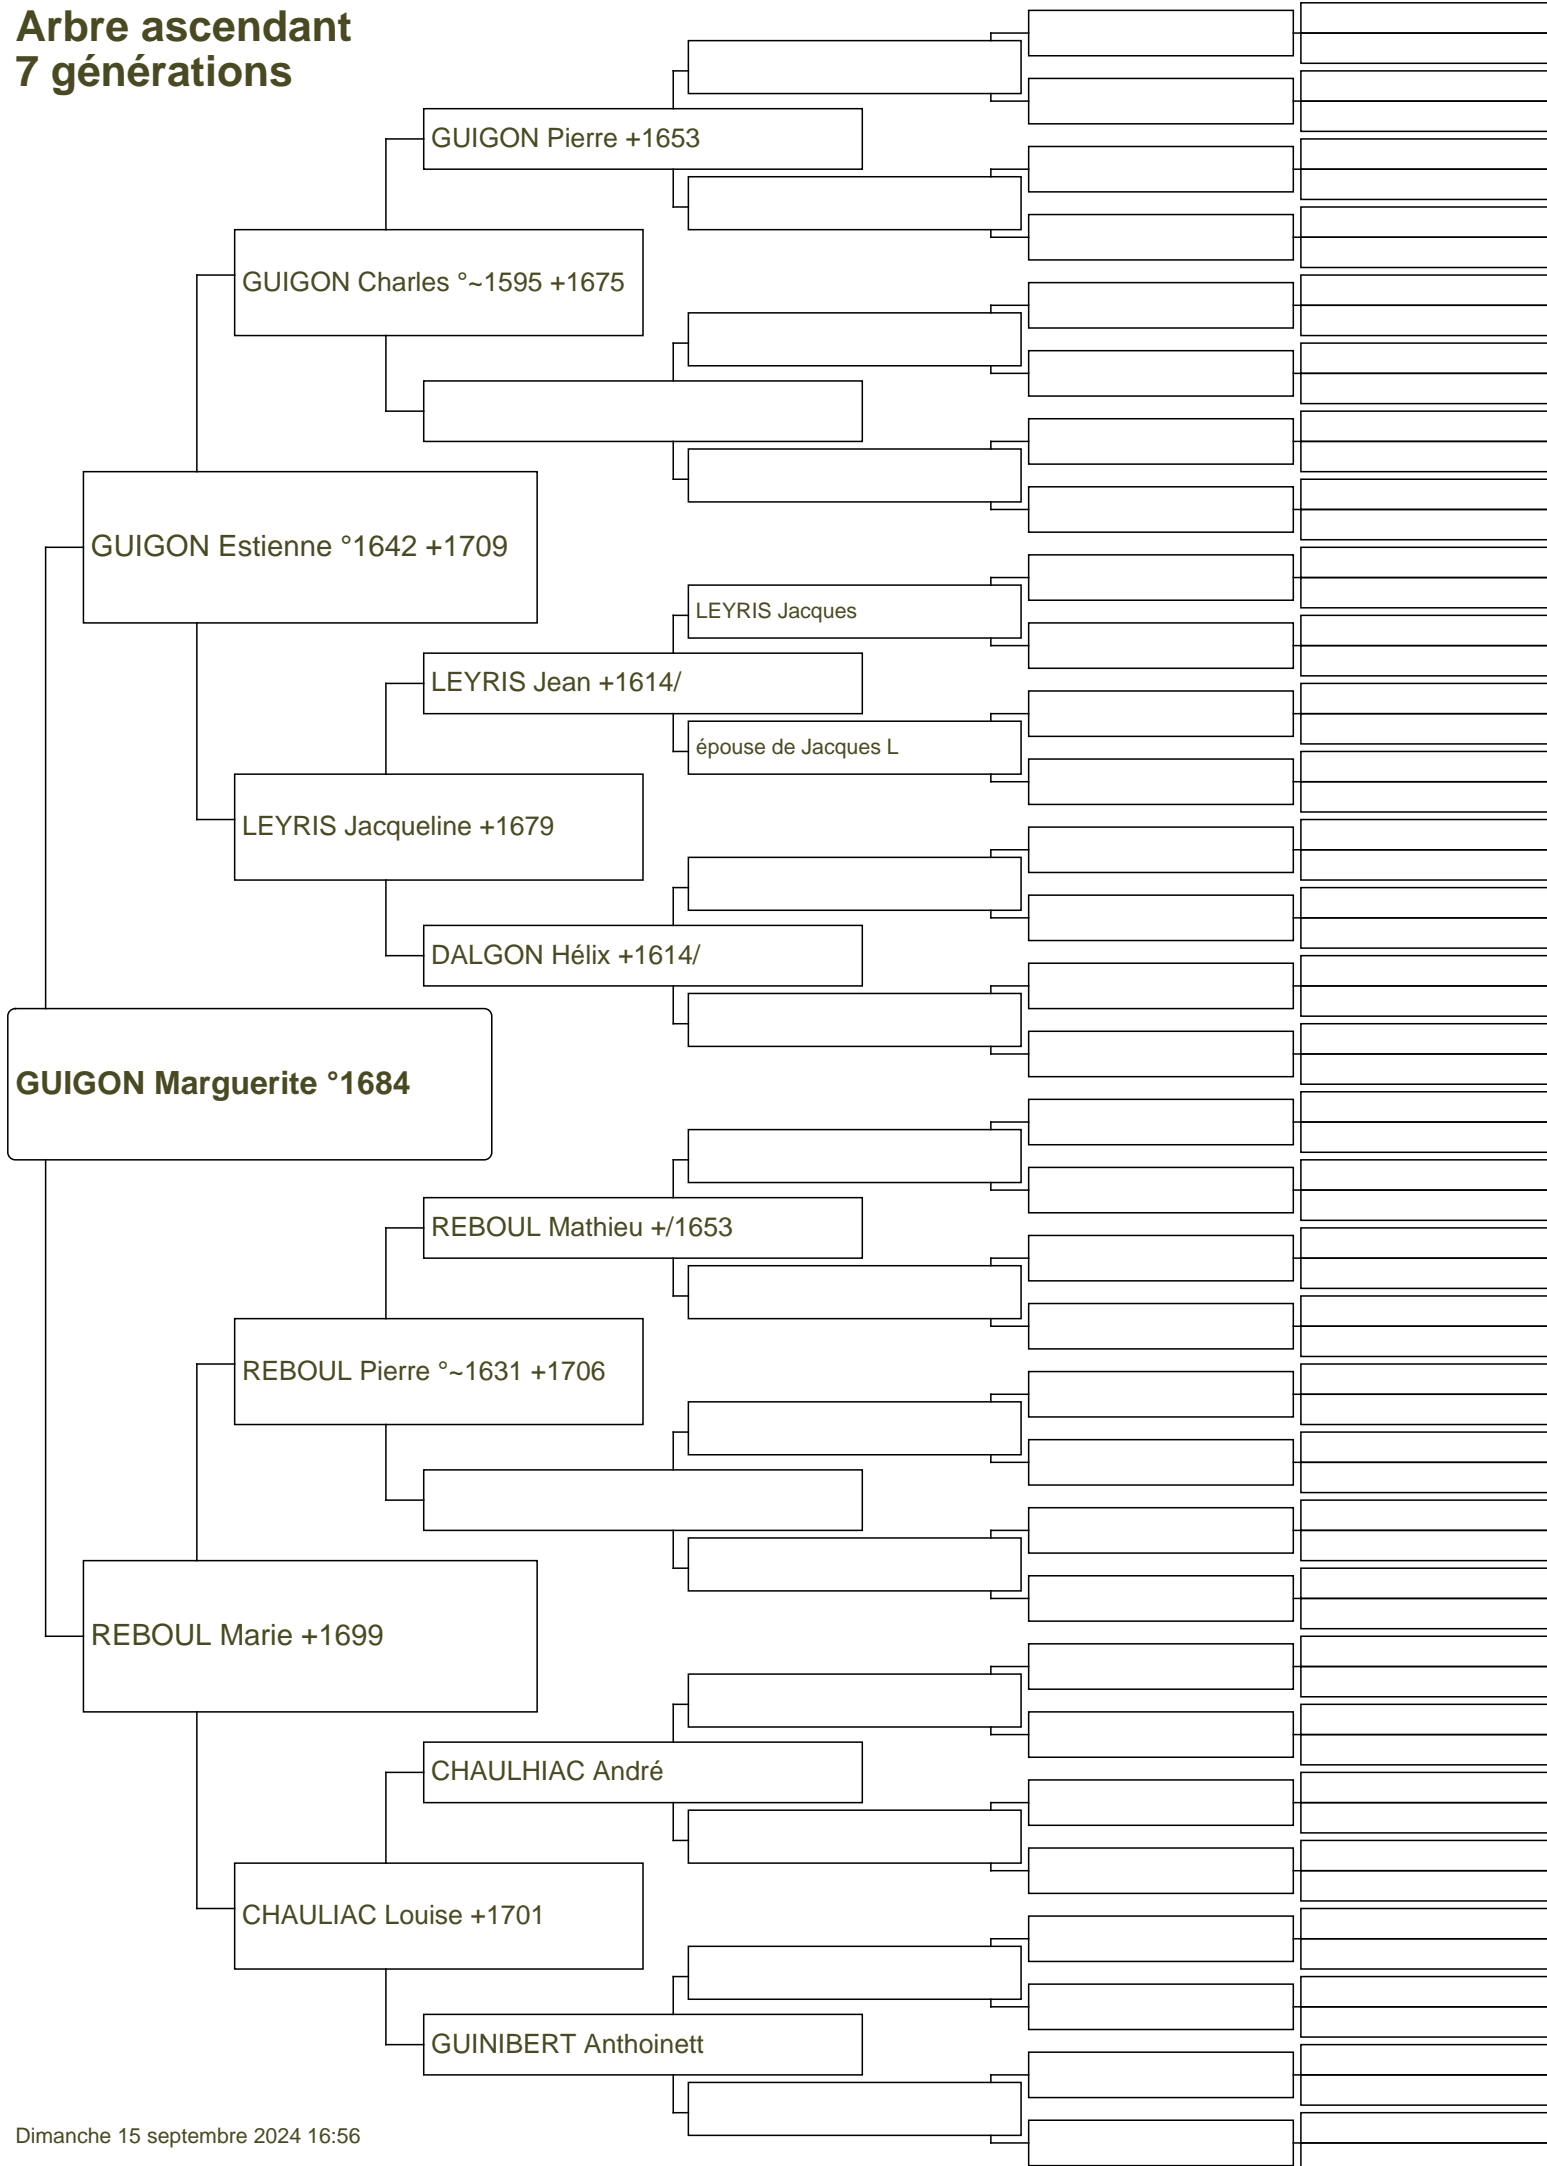 Arbre ascendant
7 générations
GUIGON Pierre +1653
GUIGON Charles °~1595 +1675
GUIGON Estienne °1642 +1709
LEYRIS Jacques
LEYRIS Jean +1614/
épouse de Jacques L
LEYRIS Jacqueline +1679
DALGON Hélix +1614/
GUIGON Marguerite °1684
REBOUL Mathieu +/1653
REBOUL Pierre °~1631 +1706
REBOUL Marie +1699
CHAULHIAC André
CHAULIAC Louise +1701
GUINIBERT Anthoinett
Dimanche 15 septembre 2024 16:56